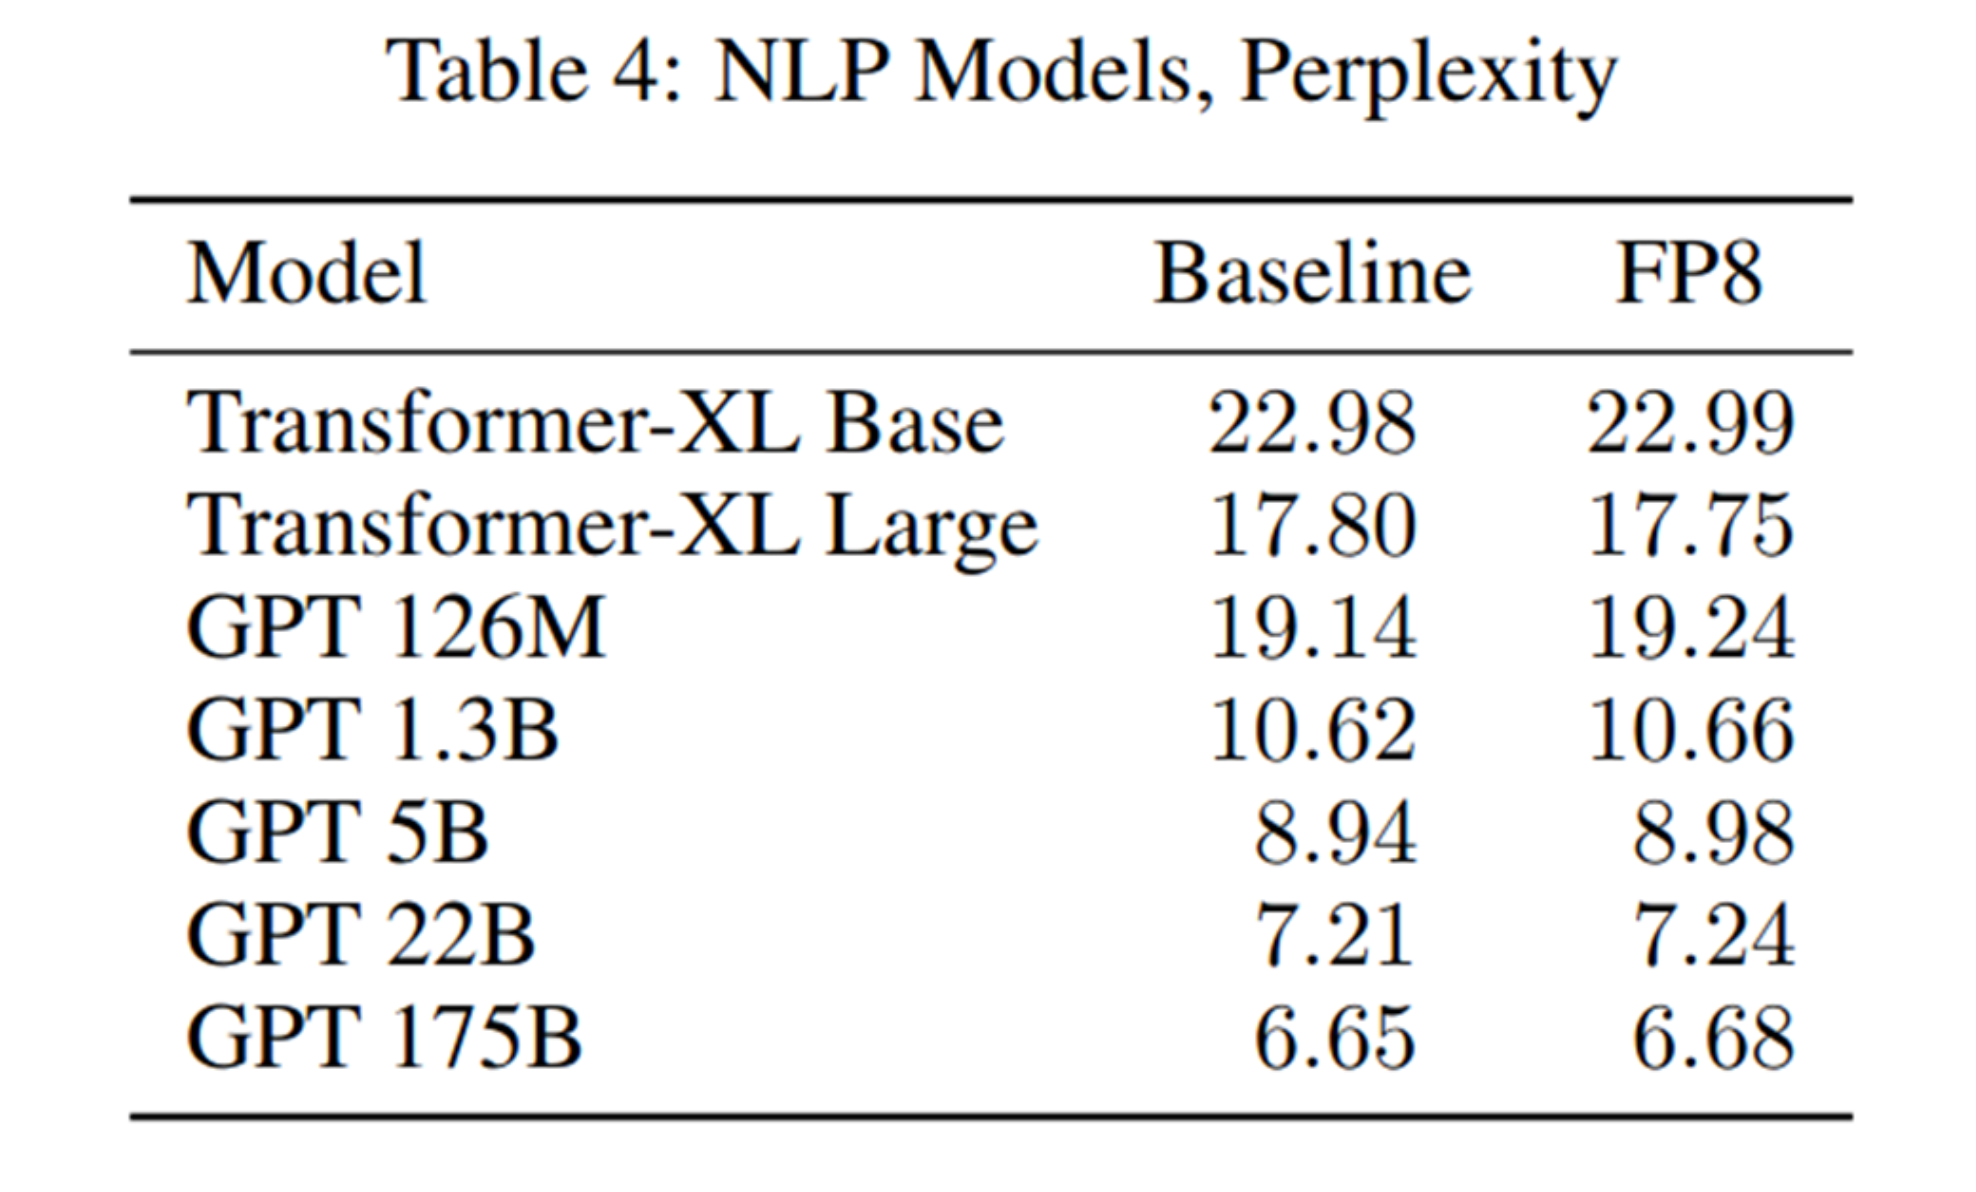 Table 4: NLP Models, Perplexity
Model Baseline FP8
Transformer-XL Base 22.98 22.99
Transformer-XL Large 17.80 17.75
GPT 126M 19.14 19.24
GPT 1.3B 10.62 10.66
GPT 5B 8.94 8.98
GPT 22B 7.21 7.24
GPT 175B 6.65 6.68